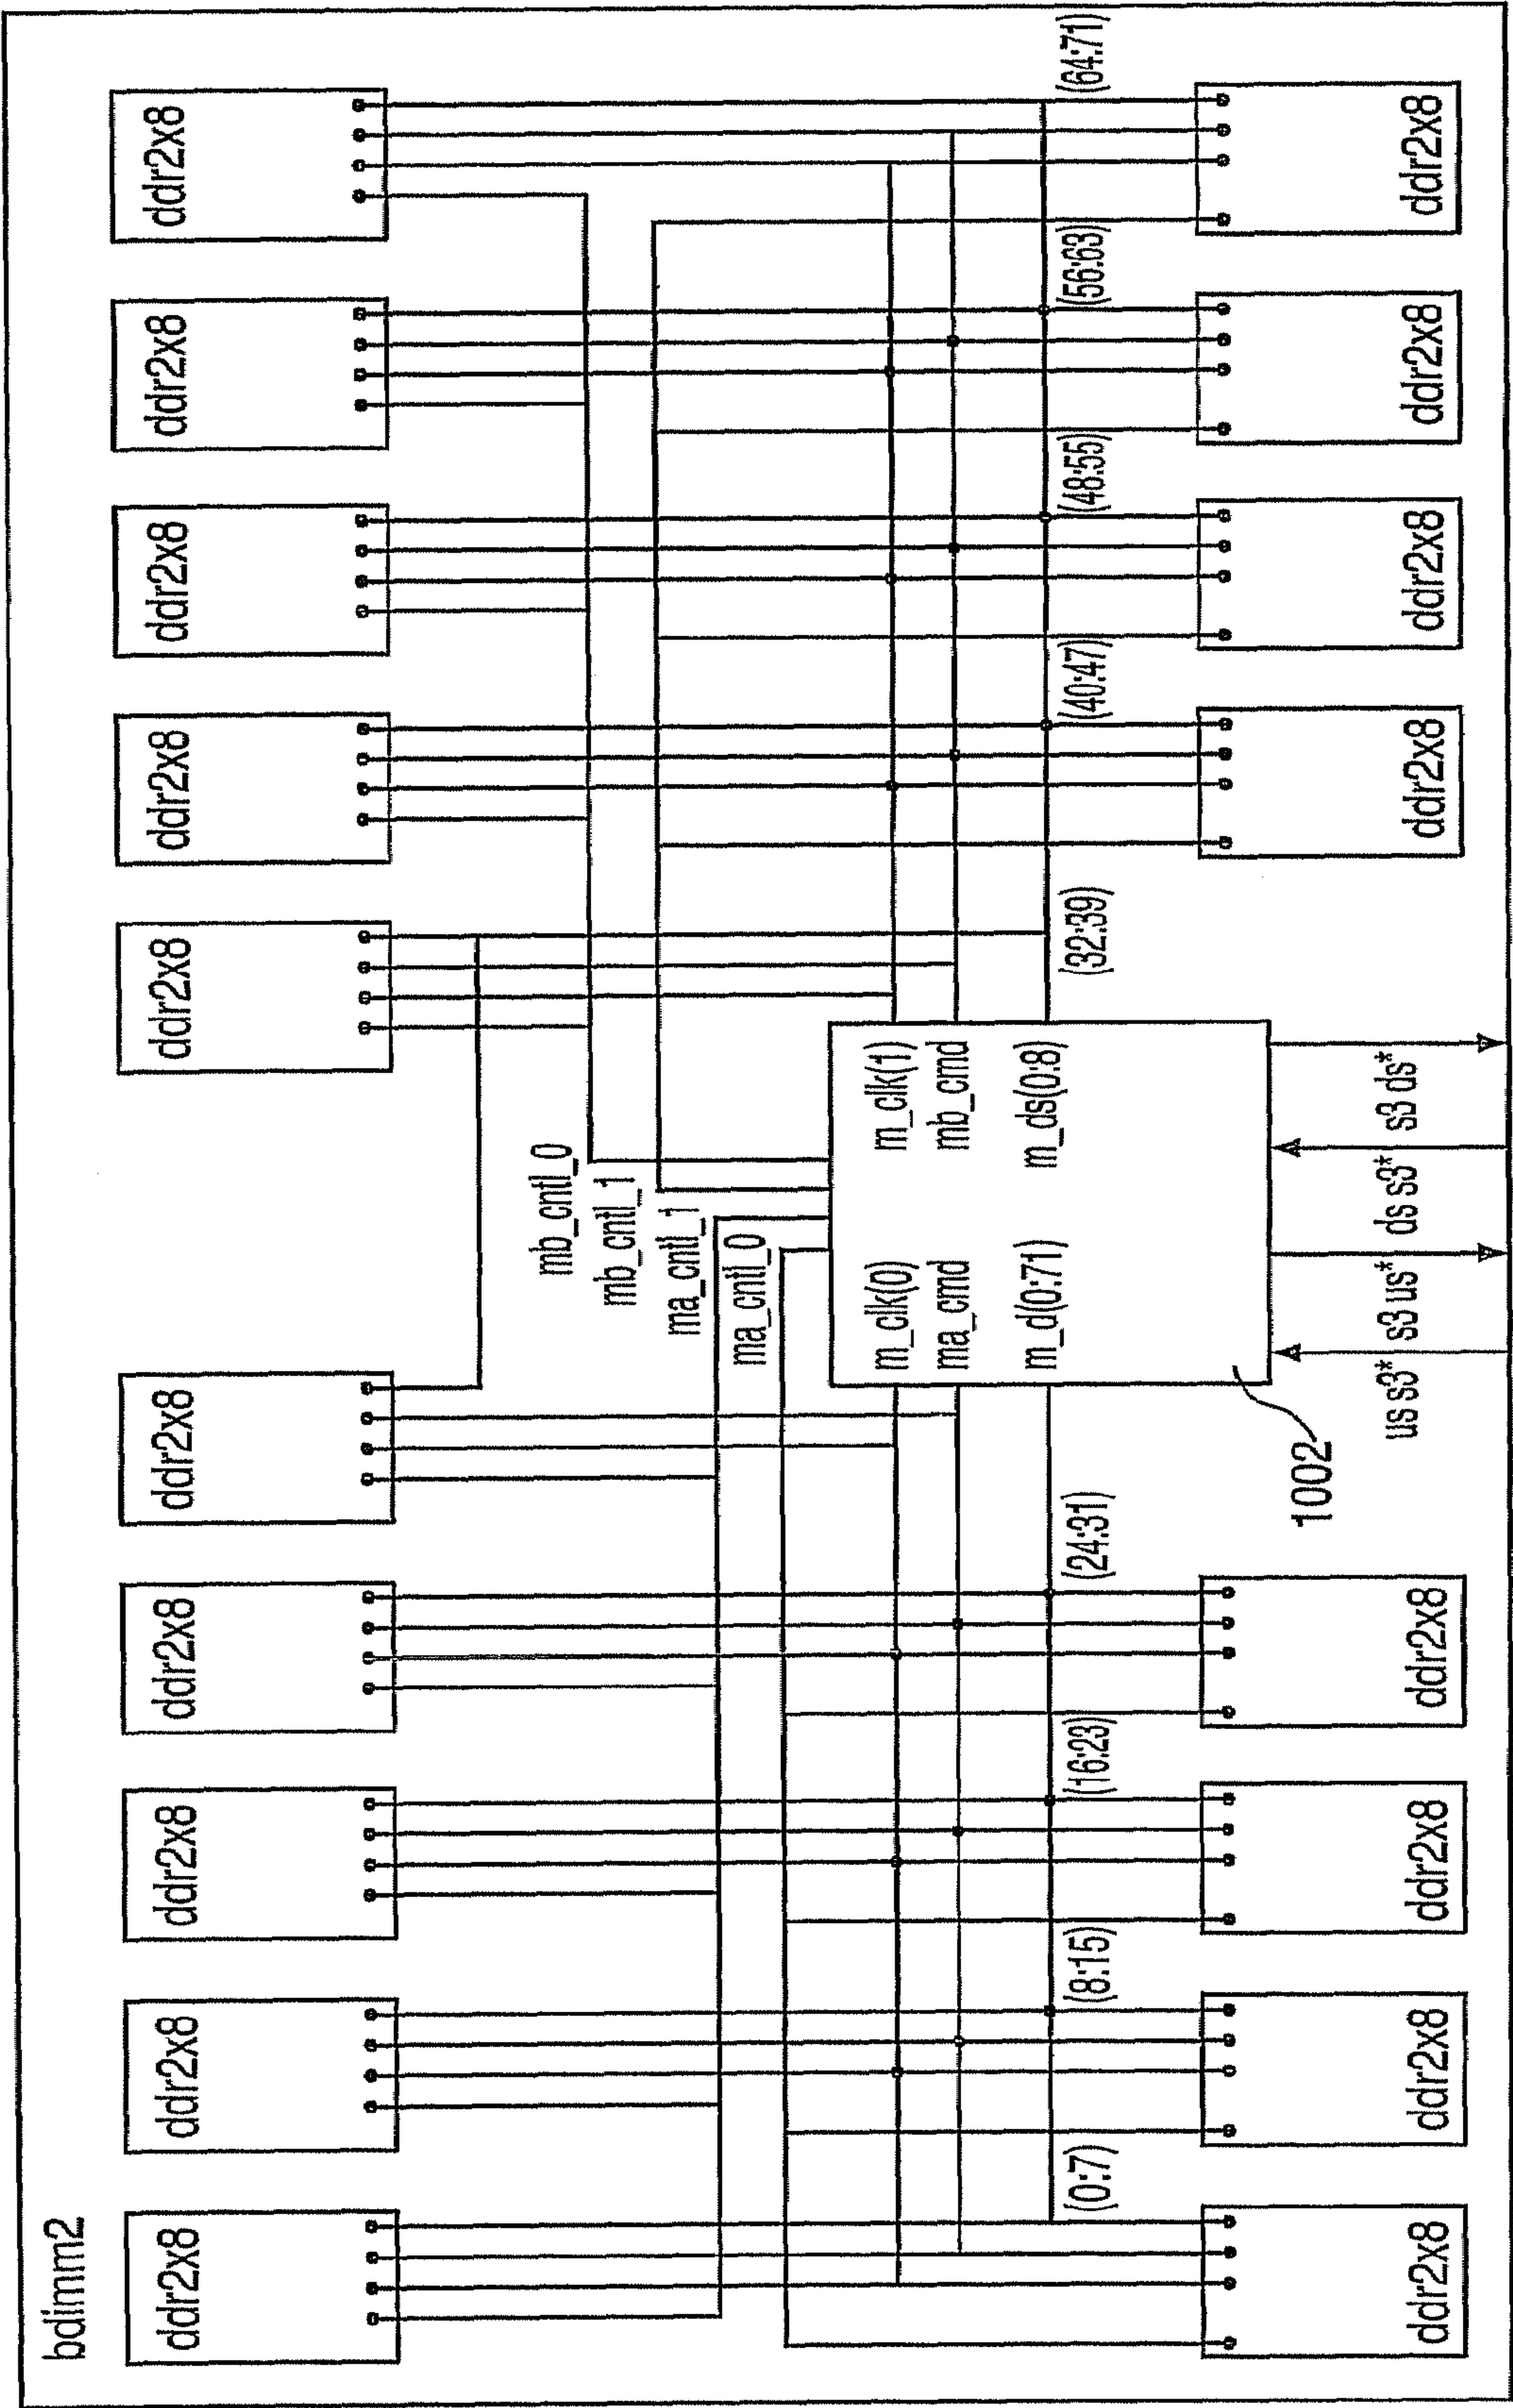 bdimm2
ddr2x8
ddr2x8
ddr2x8
ddr2x8
ddr2x8
ddr2x8
ddr2x8
ddr2x8
ddr2x8
ddr2x8
mb_cntl_0
mb_cntl_1
ma_cntl_1
ma_cntl_0
m_clk(0)
m_clk(1)
ma_cmd
mb_cmd
m_d(0:71)
m_ds(0:8)
(0:7)
(8:15)
(16:23)
(24:31)
(32:39)
(40:47)
(48:55)
(56:63)
(64:71)
1002
ddr2x8
ddr2x8
ddr2x8
ddr2x8
ddr2x8
ddr2x8
ddr2x8
ddr2x8
us s3*
s3 us*
ds s3*
s3 ds*